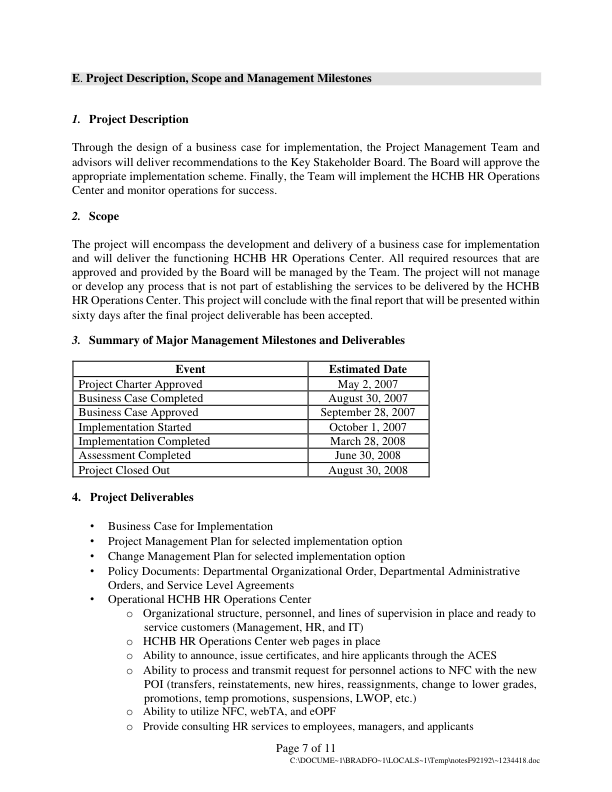 E. Project Description, Scope and Management Milestones
1. Project Description
Through the design of a business case for implementation, the Project Management Team and
advisors will deliver recommendations to the Key Stakeholder Board. The Board will approve the
appropriate implementation scheme. Finally, the Team will implement the HCHB HR Operations
Center and monitor operations for success.
2. Scope
The project will encompass the development and delivery of a business case for implementation
and will deliver the functioning HCHB HR Operations Center. All required resources that are
approved and provided by the Board will be managed by the Team. The project will not manage
or develop any process that is not part of establishing the services to be delivered by the HCHB
HR Operations Center. This project will conclude with the final report that will be presented within
sixty days after the final project deliverable has been accepted.
3. Summary of Major Management Milestones and Deliverables
Event Estimated Date
Project Charter Approved May 2, 2007
Business Case Completed August 30, 2007
Business Case Approved September 28, 2007
Implementation Started October 1, 2007
Implementation Completed March 28, 2008
Assessment Completed June 30, 2008
Project Closed Out August 30, 2008
4. Project Deliverables
• Business Case for Implementation
• Project Management Plan for selected implementation option
• Change Management Plan for selected implementation option
• Policy Documents: Departmental Organizational Order, Departmental Administrative
Orders, and Service Level Agreements
• Operational HCHB HR Operations Center
o Organizational structure, personnel, and lines of supervision in place and ready to
service customers (Management, HR, and IT)
o HCHB HR Operations Center web pages in place
o Ability to announce, issue certificates, and hire applicants through the ACES
o Ability to process and transmit request for personnel actions to NFC with the new
POI (transfers, reinstatements, new hires, reassignments, change to lower grades,
promotions, temp promotions, suspensions, LWOP, etc.)
o Ability to utilize NFC, webTA, and eOPF
o Provide consulting HR services to employees, managers, and applicants
Page 7 of 11
C:\DOCUME~1\BRADFO~1\LOCALS~1\Temp\notesF92192\~1234418.doc